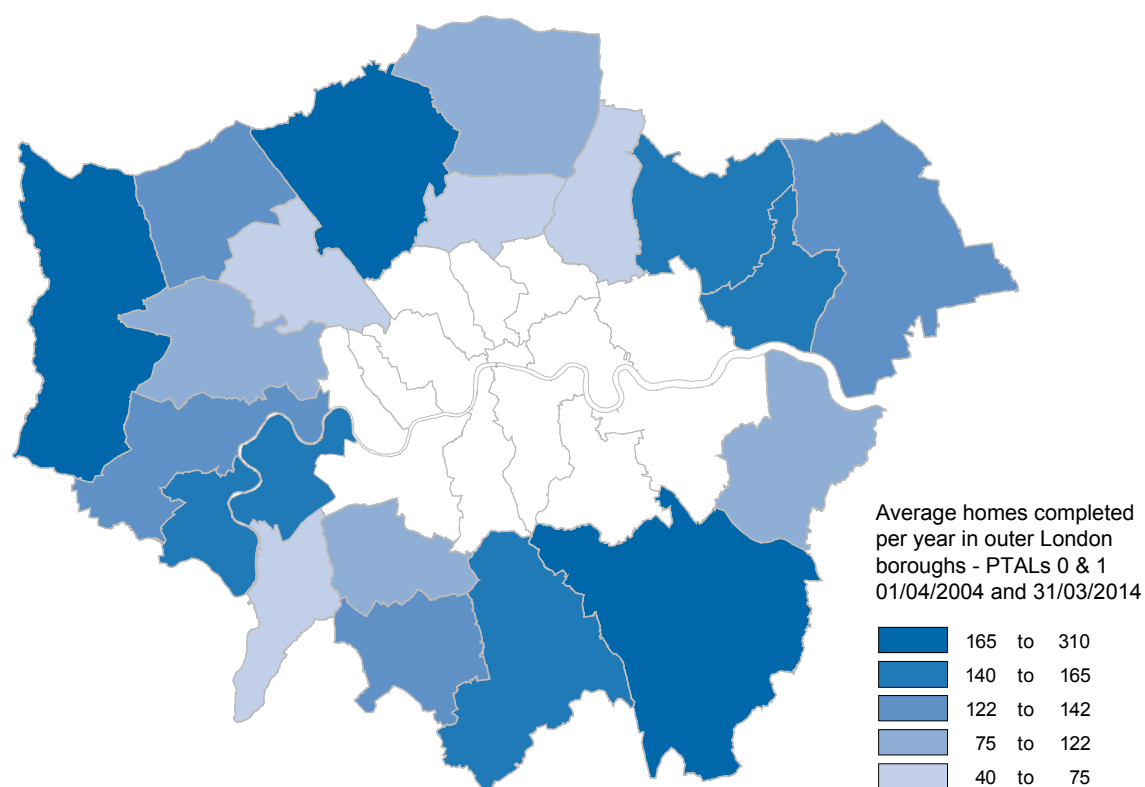 Average homes completed
per year in outer London
boroughs - PTALs 0 & 1
01/04/2004 and 31/03/2014
165 to 310
140 to 165
122 to 142
75 to 122
40 to 75